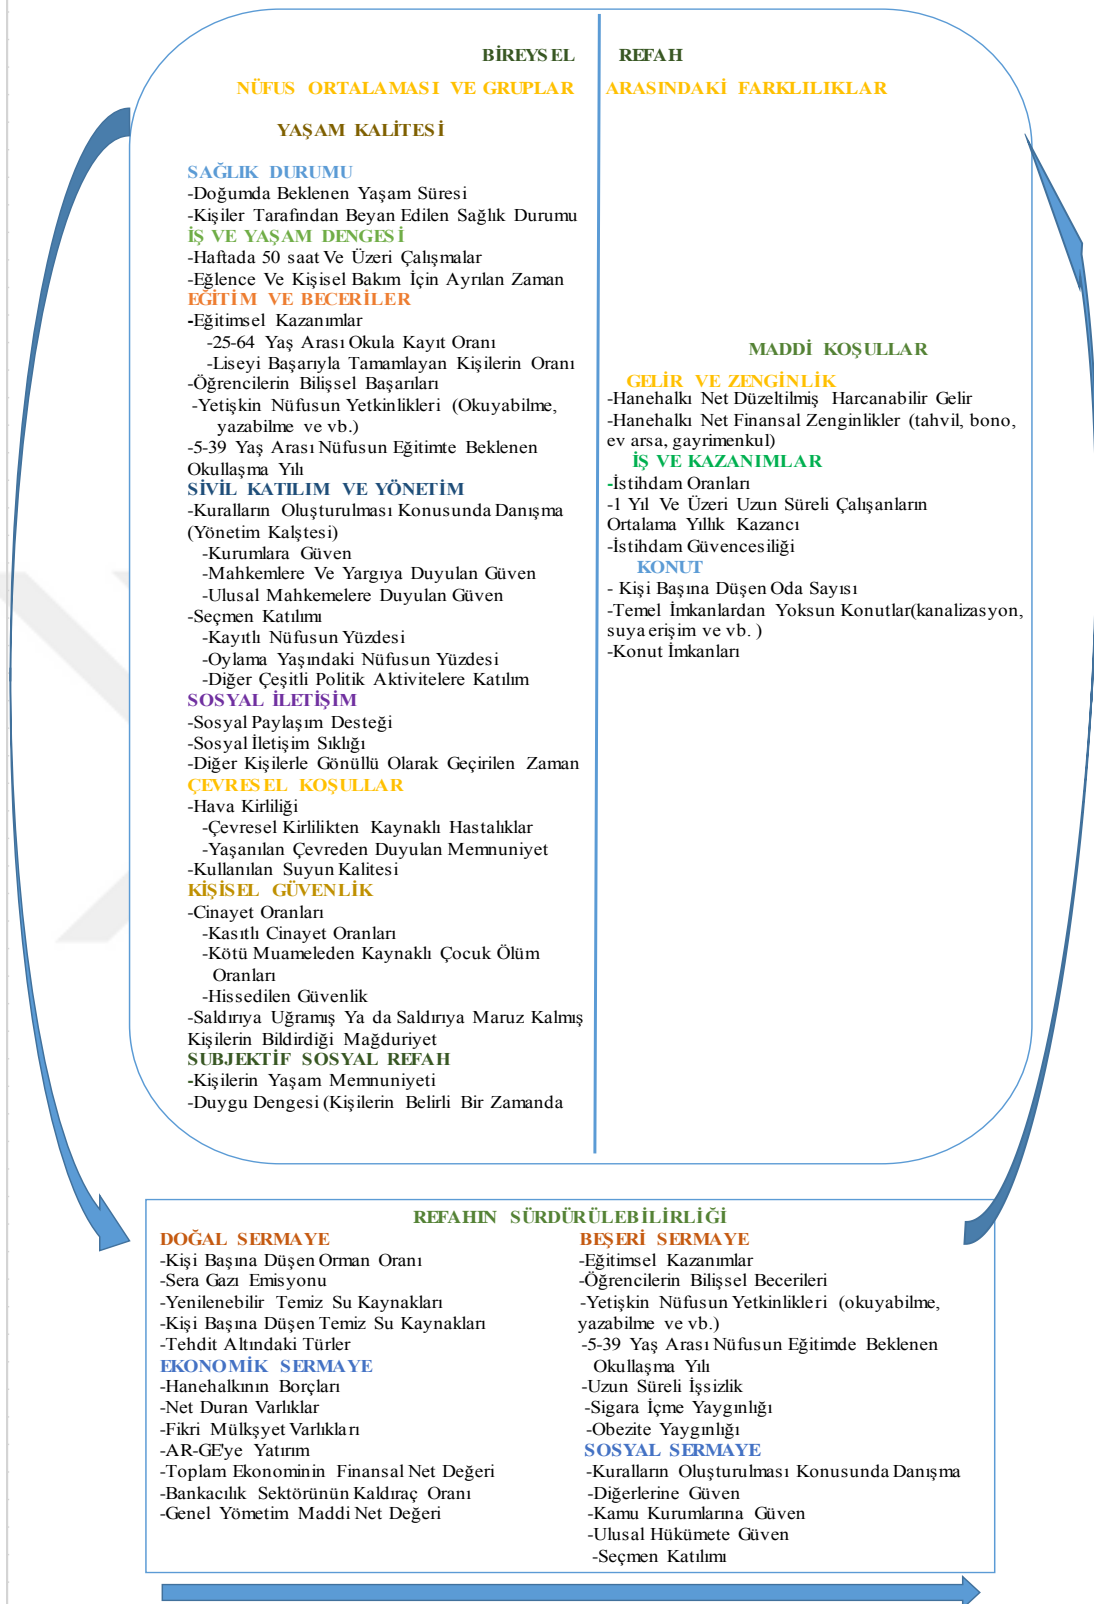 BİREYSEL REFAH
NÜFUS ORTALAMASI VE GRUPLAR ARASINDAKİ FARKLILIKLAR
YAŞAM KALİTESİ
SAĞLIK DURUMU
-Doğumda Beklenen Yaşam Süresi
-Kişiler Tarafından Beyan Edilen Sağlık Durumu
İŞ VE YAŞAM DENGESİ
-Haftada 50 saat Ve Üzeri Çalışmalar
-Eğlence Ve Kişisel Bakım İçin Ayrılan Zaman
EĞİTİM VE BECERİLER
-Eğitimsel Kazanımlar
-25-64 Yaş Arası Okula Kayıt Oranı
-Liseyi Başarıyla Tamamlayan Kişilerin Oranı
-Öğrencilerin Bilişsel Başarıları
-Yetişkin Nüfusun Yetkinlikleri (Okuyabilme,
yazabilme ve vb.)
-5-39 Yaş Arası Nüfusun Eğitimte Beklenen
Okullaşma Yılı
SİVİL KATILIM VE YÖNETİM
-Kuralların Oluşturulması Konusunda Danışma
(Yönetim Kalştesi)
-Kurumlara Güven
-Mahkemlere Ve Yargıya Duyulan Güven
-Ulusal Mahkemelere Duyulan Güven
-Seçmen Katılımı
-Kayıtlı Nüfusun Yüzdesi
-Oylama Yaşındaki Nüfusun Yüzdesi
-Diğer Çeşitli Politik Aktivitelere Katılım
SOSYAL İLETİŞİM
-Sosyal Paylaşım Desteği
-Sosyal İletişim Sıklığı
-Diğer Kişilerle Gönüllü Olarak Geçirilen Zaman
ÇEVRESEL KOŞULLAR
-Hava Kirliliği
-Çevresel Kirlilikten Kaynaklı Hastalıklar
-Yaşanılan Çevreden Duyulan Memnuniyet
-Kullanılan Suyun Kalitesi
KİŞİSEL GÜVENLİK
-Cinayet Oranları
-Kasıtlı Cinayet Oranları
-Kötü Muameleden Kaynaklı Çocuk Ölüm
Oranları
-Hissedilen Güvenlik
-Saldırıya Uğramış Ya da Saldırıya Maruz Kalmış
Kişilerin Bildirdiği Mağduriyet
SUBJEKTİF SOSYAL REFAH
-Kişilerin Yaşam Memnuniyeti
-Duygu Dengesi (Kişilerin Belirli Bir Zamanda
MADDİ KOŞULLAR
GELİR VE ZENGİNLİK
-Hanehalkı Net Düzeltilmiş Harcanabilir Gelir
-Hanehalkı Net Finansal Zenginlikler (tahvil, bono,
ev arsa, gayrimenkul)
İŞ VE KAZANIMLAR
-İstihdam Oranları
-1 Yıl Ve Üzeri Uzun Süreli Çalışanların
Ortalama Yıllık Kazancı
-İstihdam Güvencesiliği
KONUT
- Kişi Başına Düşen Oda Sayısı
-Temel İmkanlardan Yoksun Konutlar(kanalizasyon,
suya erişim ve vb. )
-Konut İmkanları
REFAHIN SÜRDÜRÜLEBİLİRLİĞİ
DOĞAL SERMAYE
-Kişi Başına Düşen Orman Oranı
-Sera Gazı Emisyonu
-Yenilenebilir Temiz Su Kaynakları
-Kişi Başına Düşen Temiz Su Kaynakları
-Tehdit Altındaki Türler
EKONOMİK SERMAYE
-Hanehalkının Borçları
-Net Duran Varlıklar
-Fikri Mülkşyet Varlıkları
-AR-GE'ye Yatırım
-Toplam Ekonominin Finansal Net Değeri
-Bankacılık Sektörünün Kaldıraç Oranı
-Genel Yömetim Maddi Net Değeri
BEŞERİ SERMAYE
-Eğitimsel Kazanımlar
-Öğrencilerin Bilişsel Becerileri
-Yetişkin Nüfusun Yetkinlikleri (okuyabilme,
yazabilme ve vb.)
-5-39 Yaş Arası Nüfusun Eğitimde Beklenen
Okullaşma Yılı
-Uzun Süreli İşsizlik
-Sigara İçme Yaygınlığı
-Obezite Yaygınlığı
SOSYAL SERMAYE
-Kuralların Oluşturulması Konusunda Danışma
-Diğerlerine Güven
-Kamu Kurumlarına Güven
-Ulusal Hükümete Güven
-Seçmen Katılımı